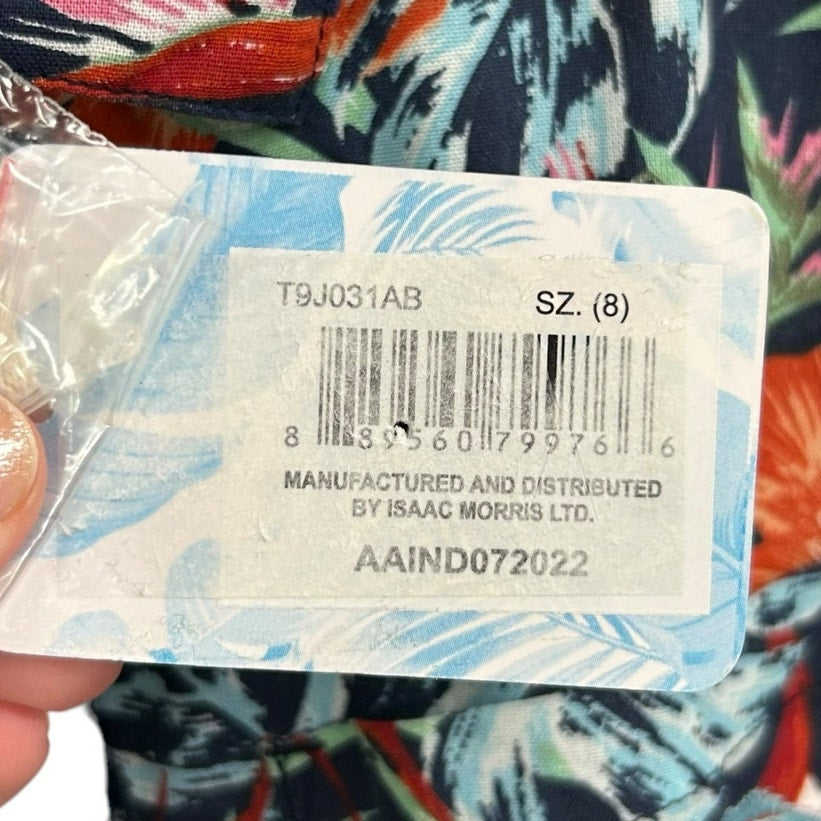 T9J031AB SZ. (8)
8 89560 79976 6
MANUFACTURED AND DISTRIBUTED
BY ISAAC MORRIS LTD.
AAIND072022